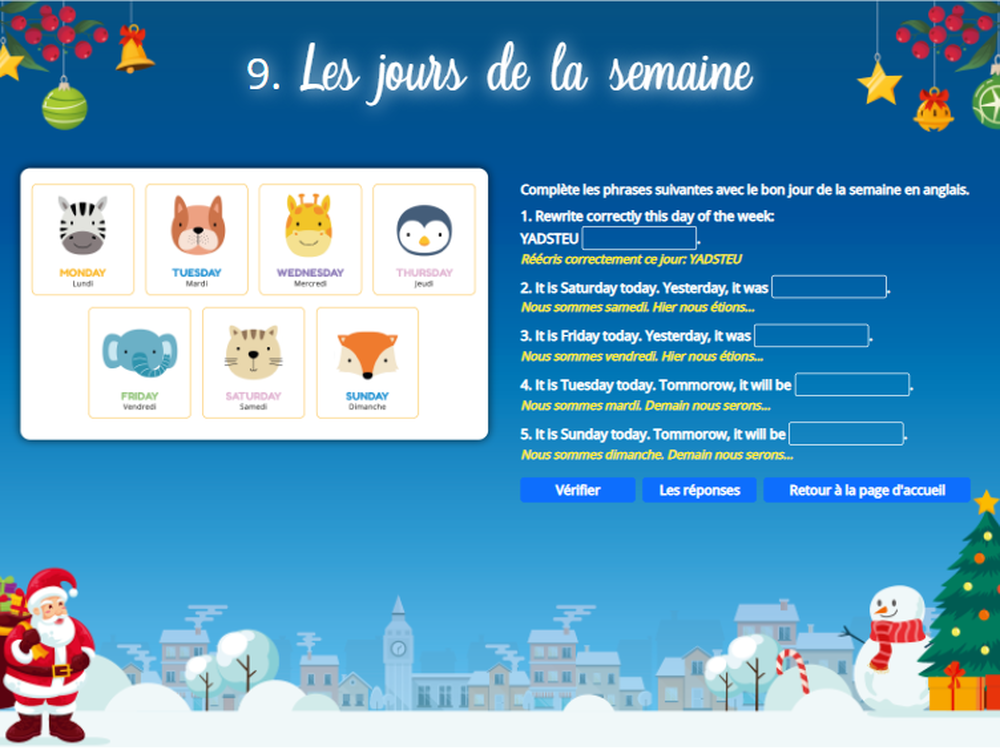 9. Les jours de la semaine
MONDAY
Lundi
TUESDAY
Mardi
WEDNESDAY
Mercredi
THURSDAY
Jeudi
FRIDAY
Vendredi
SATURDAY
Samedi
SUNDAY
Dimanche
Complète les phrases suivantes avec le bon jour de la semaine en anglais.
1. Rewrite correctly this day of the week:
YADSTEU .
Réécris correctement ce jour: YADSTEU
2. It is Saturday today. Yesterday, it was .
Nous sommes samedi. Hier nous étions...
3. It is Friday today. Yesterday, it was .
Nous sommes vendredi. Hier nous étions...
4. It is Tuesday today. Tommorow, it will be .
Nous sommes mardi. Demain nous serons...
5. It is Sunday today. Tommorow, it will be .
Nous sommes dimanche. Demain nous serons...
Vérifier
Les réponses
Retour à la page d'accueil